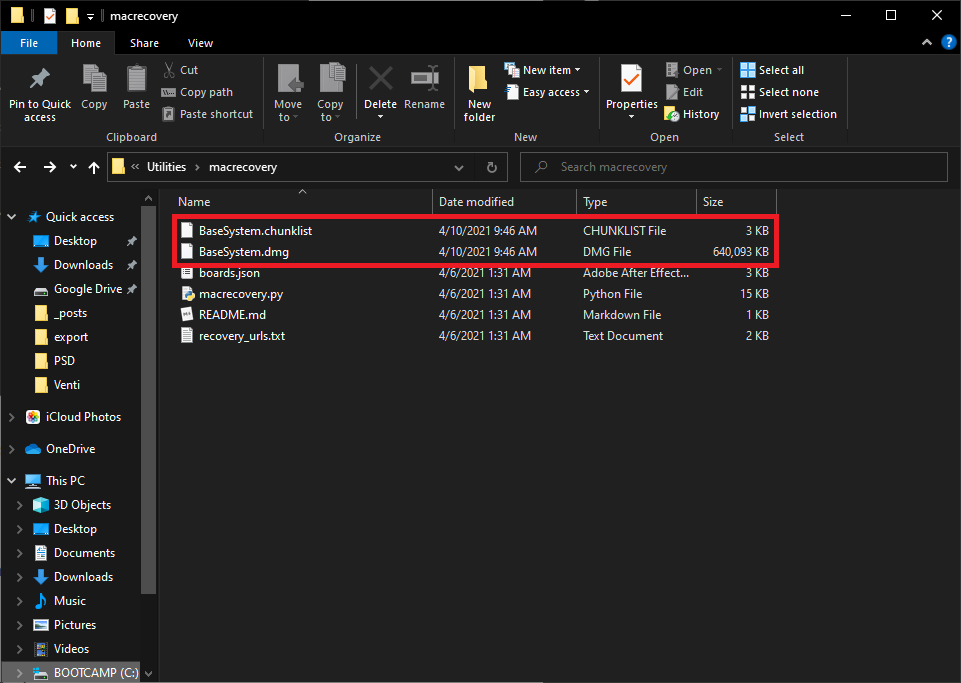 macrecovery
File Home Share View
Pin to Quick access
Copy
Paste
Cut
Copy path
Paste shortcut
Clipboard
Move to
Copy to
Delete
Rename
Organize
New folder
New item
Easy access
New
Properties
Open
Edit
History
Open
Select all
Select none
Invert selection
Select
« Utilities › macrecovery
Search macrecovery
Name Date modified Type Size
BaseSystem.chunklist 4/10/2021 9:46 AM CHUNKLIST File 3 KB
BaseSystem.dmg 4/10/2021 9:46 AM DMG File 640,093 KB
boards.json 4/6/2021 1:31 AM Adobe After Effect... 3 KB
macrecovery.py 4/6/2021 1:31 AM Python File 15 KB
README.md 4/6/2021 1:31 AM Markdown File 1 KB
recovery_urls.txt 4/6/2021 1:31 AM Text Document 2 KB
Quick access
Desktop
Downloads
Google Drive
_posts
export
PSD
Venti
iCloud Photos
OneDrive
This PC
3D Objects
Desktop
Documents
Downloads
Music
Pictures
Videos
BOOTCAMP (C:)